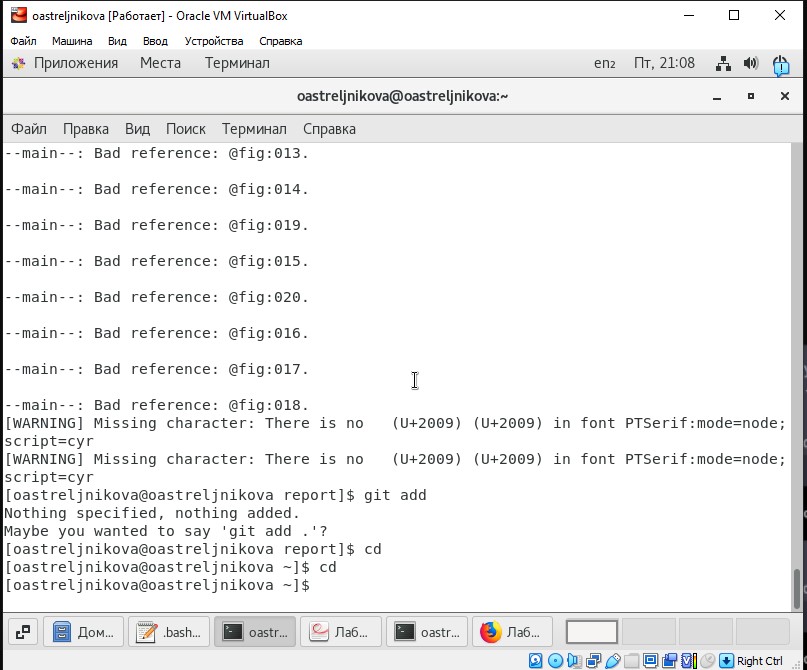 oastreljnikova [Работает] - Oracle VM VirtualBox
Файл Машина Вид Ввод Устройства Справка
Приложения Места Терминал en₂ Пт, 21:08
oastreljnikova@oastreljnikova:~
Файл Правка Вид Поиск Терминал Справка
--main--: Bad reference: @fig:013.
--main--: Bad reference: @fig:014.
--main--: Bad reference: @fig:019.
--main--: Bad reference: @fig:015.
--main--: Bad reference: @fig:020.
--main--: Bad reference: @fig:016.
--main--: Bad reference: @fig:017.
--main--: Bad reference: @fig:018.
[WARNING] Missing character: There is no   (U+2009) (U+2009) in font PTSerif:mode=node;
script=cyr
[WARNING] Missing character: There is no   (U+2009) (U+2009) in font PTSerif:mode=node;
script=cyr
[oastreljnikova@oastreljnikova report]$ git add
Nothing specified, nothing added.
Maybe you wanted to say 'git add .'?
[oastreljnikova@oastreljnikova report]$ cd
[oastreljnikova@oastreljnikova ~]$ cd
[oastreljnikova@oastreljnikova ~]$
Дом... .bash... oastr... Лаб... oastr... Лаб...
Right Ctrl